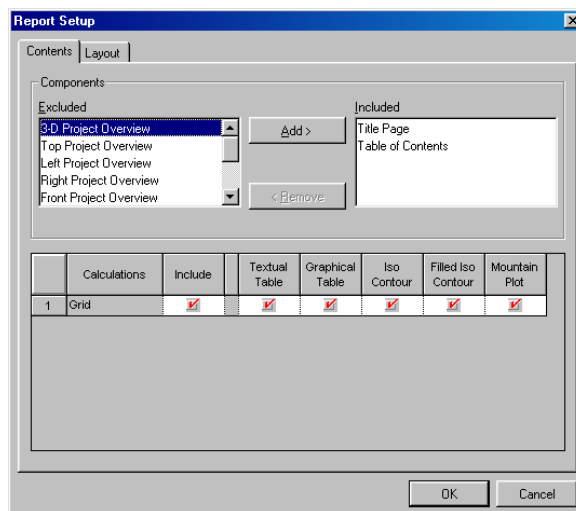 Report Setup
Contents Layout
Components
Excluded
Included
3-D Project Overview
Top Project Overview
Left Project Overview
Right Project Overview
Front Project Overview
Add >
< Remove
Title Page
Table of Contents
Calculations Include Textual Table Graphical Table Iso Contour Filled Iso Contour Mountain Plot
1 Grid
OK Cancel